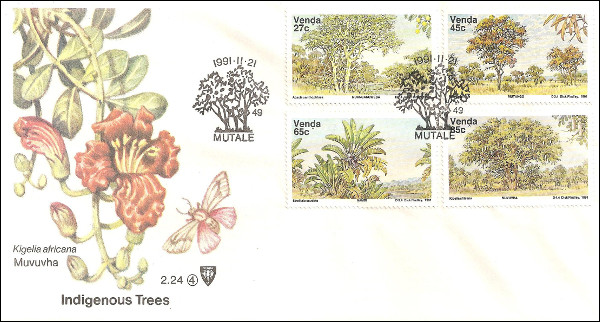 1991·11·21
49
MUTALE
Venda
27c
Venda
45c
1991·11·21
49
MUTALE
Venda
65c
Venda
85c
Kigelia africana
Muvuvha
2.24 ④
Indigenous Trees